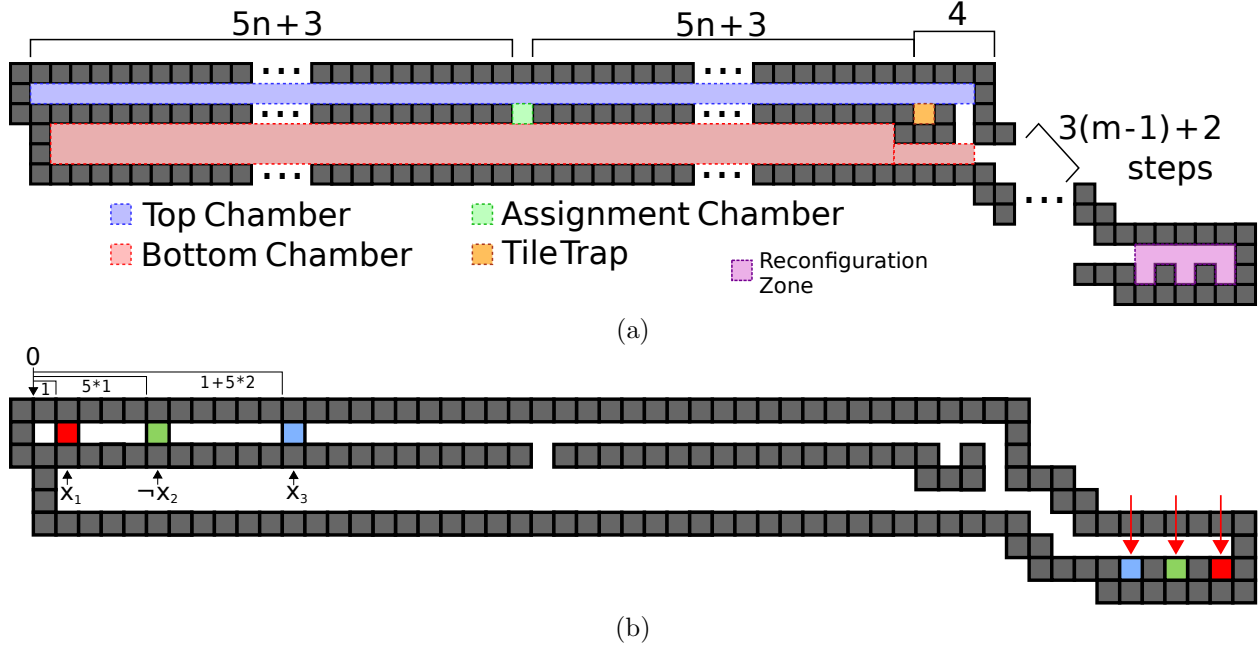 5n+3
5n+3
4
...
...
...
...
3(m-1)+2
steps
...
...
...
Top Chamber
Assignment Chamber
Bottom Chamber
Tile Trap
Reconfiguration
Zone
(a)
0
1
5*1
1+5*2
x₁
¬x₂
x₃
(b)